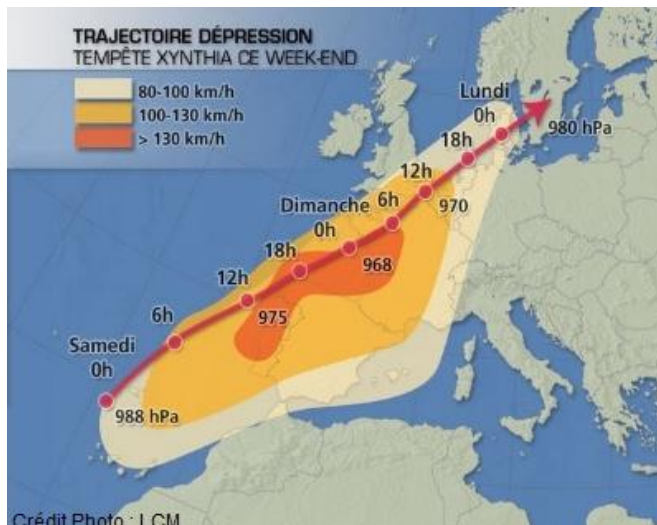 TRAJECTOIRE DÉPRESSION
TEMPÊTE XYNTHIA CE WEEK-END
80-100 km/h
100-130 km/h
> 130 km/h
Lundi
0h
980 hPa
18h
12h
970
Dimanche
0h
6h
968
18h
12h
975
6h
Samedi
0h
988 hPa
Crédit Photo : LCM